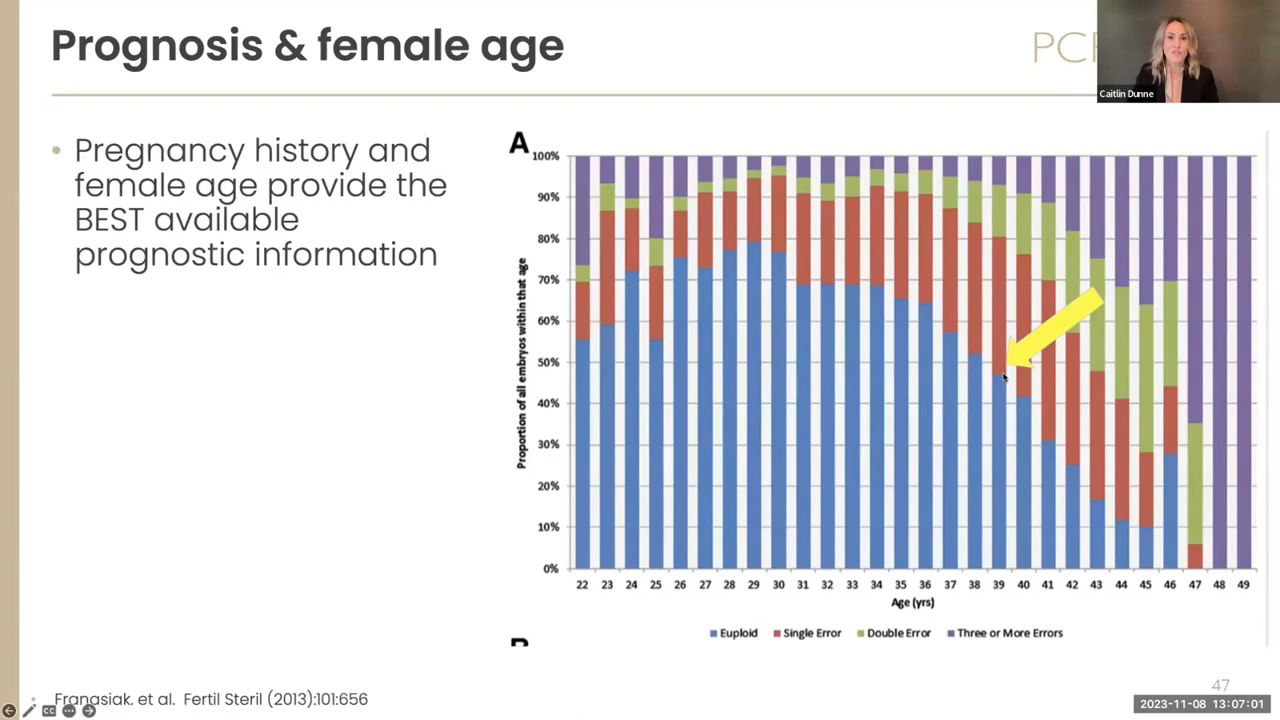 Prognosis & female age
Caitlin Dunne
• Pregnancy history and
female age provide the
BEST available
prognostic information
A
Proportion of all embryos within that age
100%
90%
80%
70%
60%
50%
40%
30%
20%
10%
0%
22 23 24 25 26 27 28 29 30 31 32 33 34 35 36 37 38 39 40 41 42 43 44 45 46 47 48 49
Age (yrs)
Euploid Single Error Double Error Three or More Errors
Franasiak. et al. Fertil Steril (2013):101:656
47
CC
2023-11-08 13:07:01